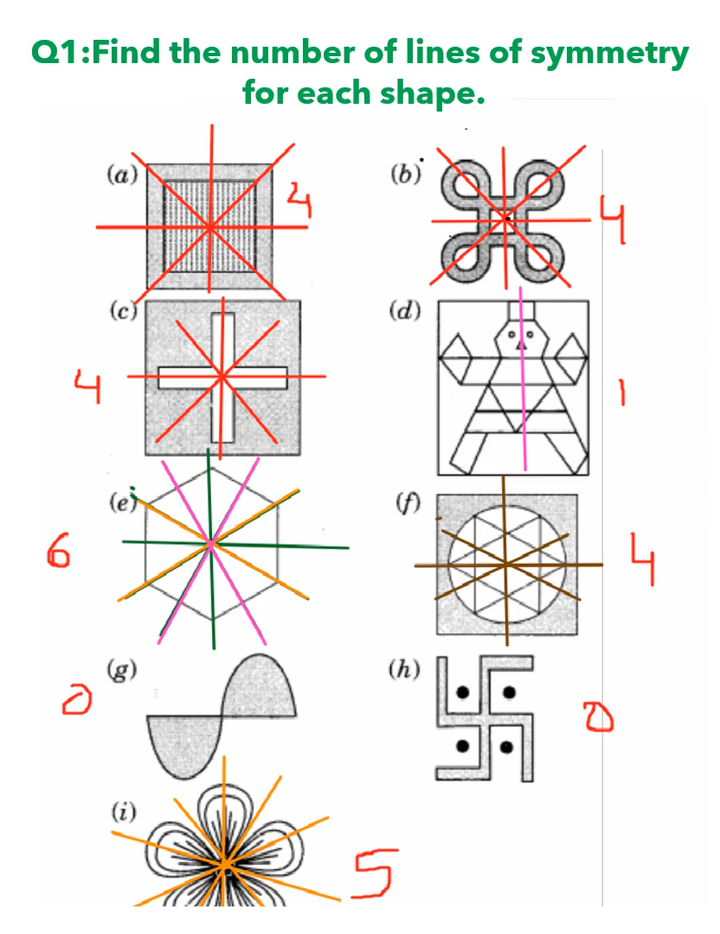 Q1:Find the number of lines of symmetry
for each shape.
(a)
4
(b)
4
(c)
4
(d)
1
(e)
6
(f)
4
(g)
0
(h)
0
(i)
5